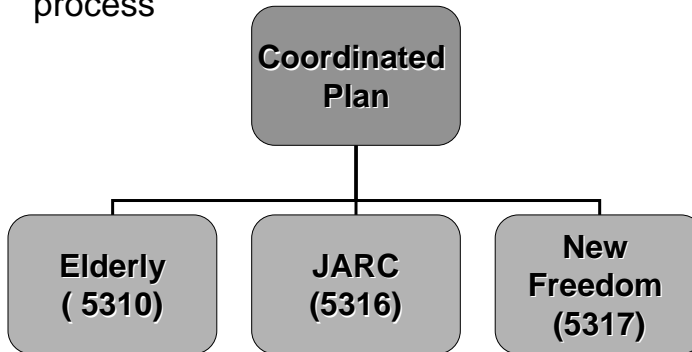 process
Coordinated
Plan
Elderly
( 5310)
JARC
(5316)
New
Freedom
(5317)